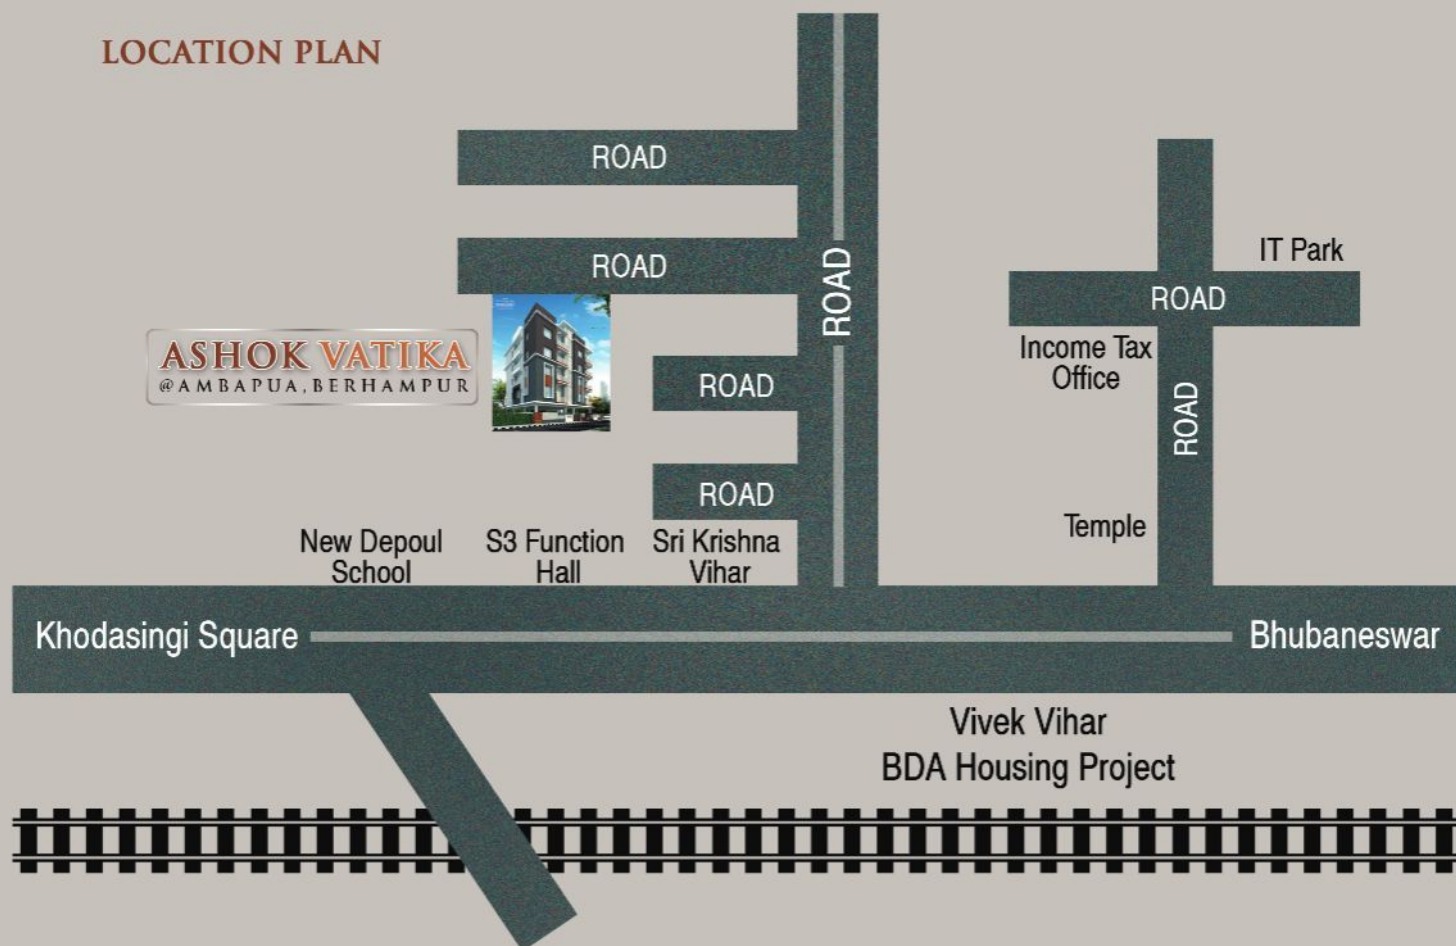 LOCATION PLAN
ROAD
ROAD
ROAD
IT Park
ROAD
ASHOK VATIKA
@AMBAPUA, BERHAMPUR
Income Tax
Office
ROAD
ROAD
ROAD
Temple
New Depoul
School
S3 Function
Hall
Sri Krishna
Vihar
Khodasingi Square
Bhubaneswar
Vivek Vihar
BDA Housing Project